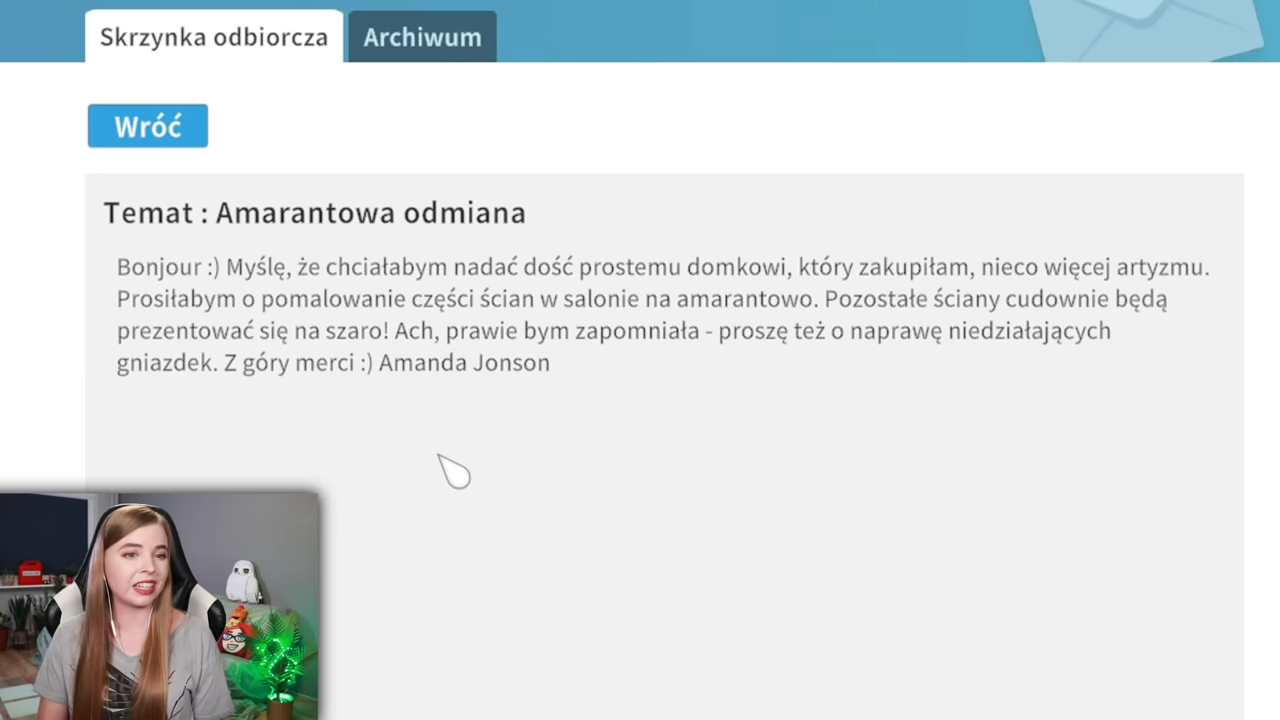 Skrzynka odbiorcza
Archiwum
Wróć
Temat : Amarantowa odmiana
Bonjour :) Myślę, że chciałabym nadać dość prostemu domkowi, który zakupiłam, nieco więcej artyzmu.
Prosiłabym o pomalowanie części ścian w salonie na amarantowo. Pozostałe ściany cudownie będą
prezentować się na szaro! Ach, prawie bym zapomniała - proszę też o naprawę niedziałających
gniazdek. Z góry merci :) Amanda Jonson